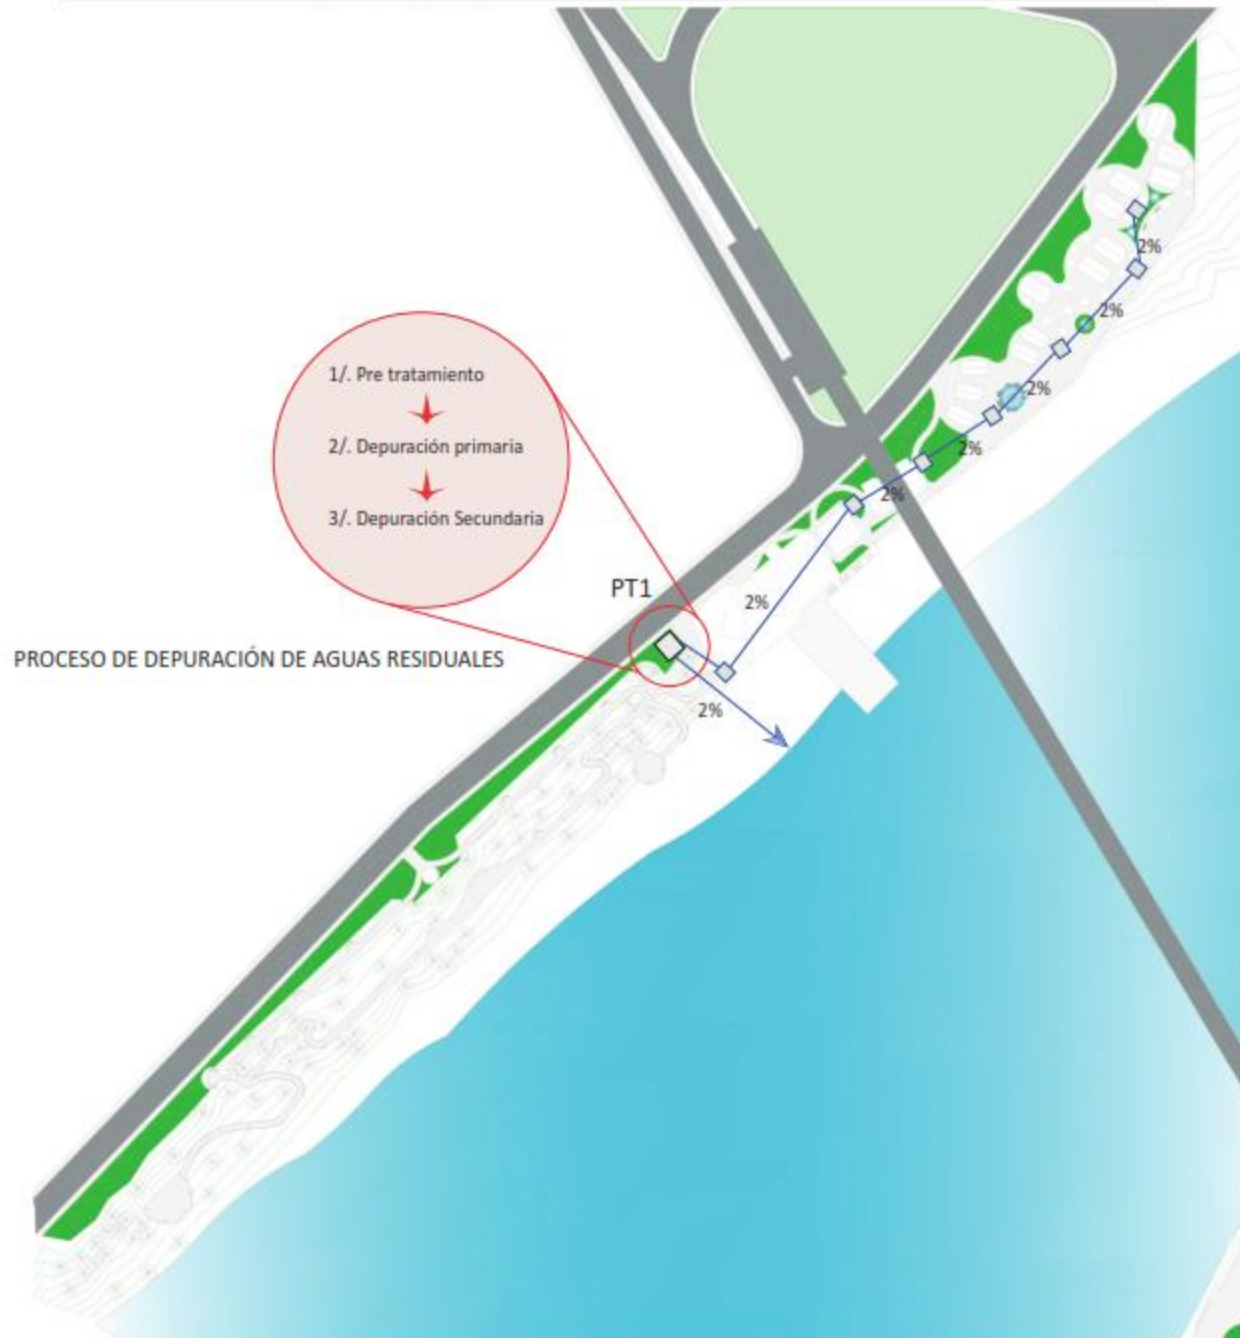 2%
2%
1/. Pre tratamiento
2%
2/. Depuración primaria
2%
2%
3/. Depuración Secundaria
PT1
2%
PROCESO DE DEPURACIÓN DE AGUAS RESIDUALES
2%